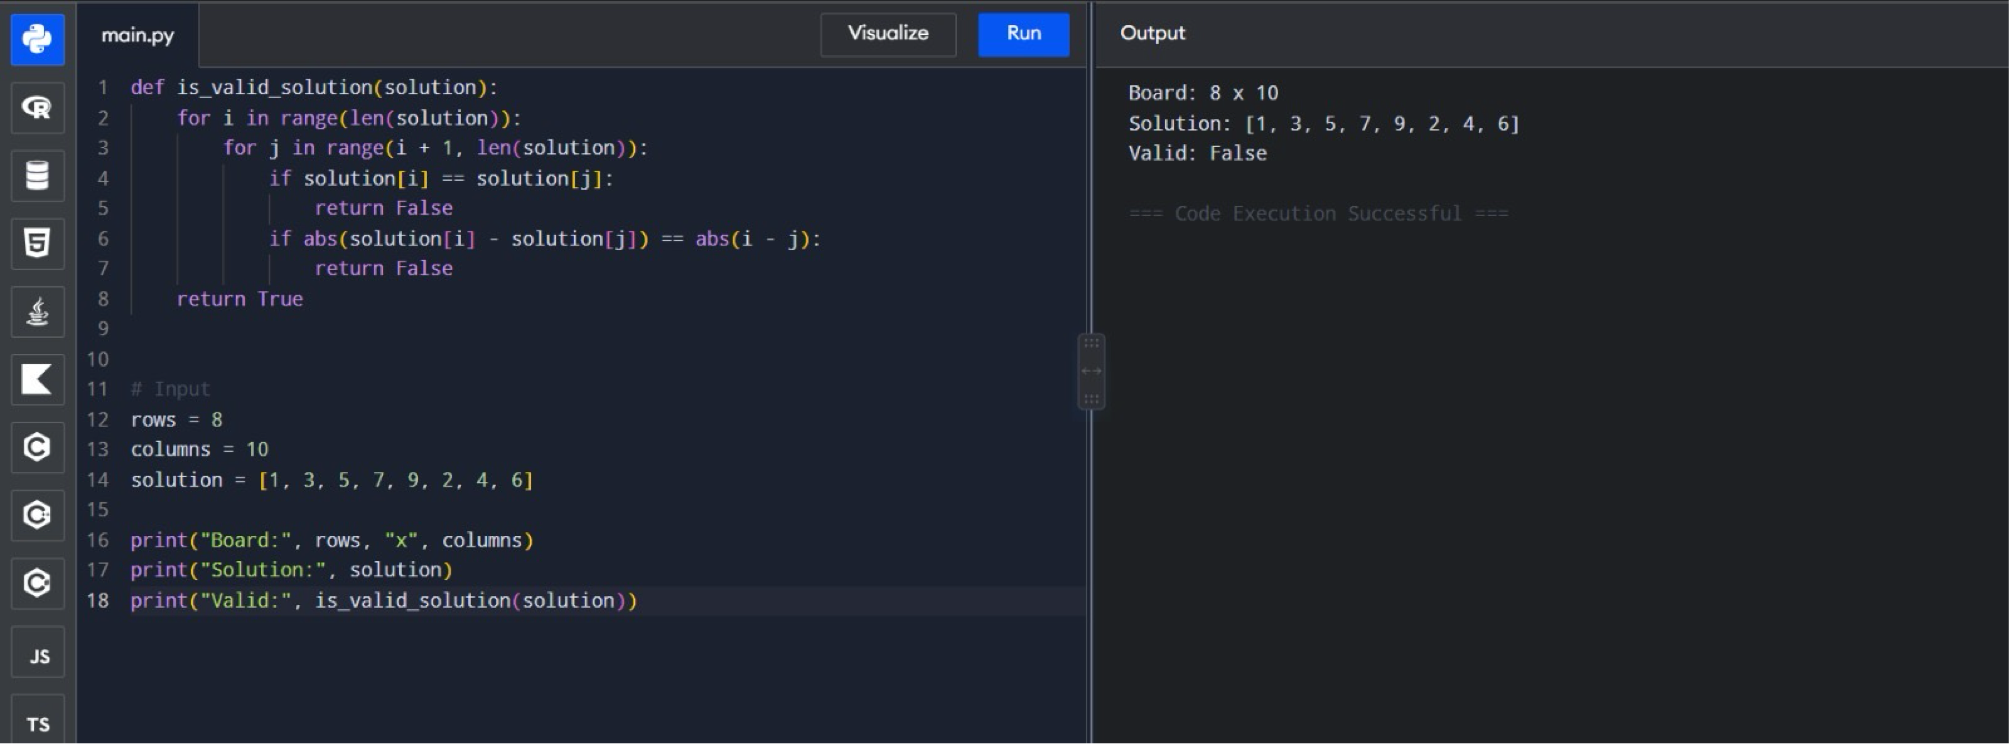 main.py
Visualize
Run
1 def is_valid_solution(solution):
2     for i in range(len(solution)):
3         for j in range(i + 1, len(solution)):
4             if solution[i] == solution[j]:
5                 return False
6             if abs(solution[i] - solution[j]) == abs(i - j):
7                 return False
8     return True
9
10
11 # Input
12 rows = 8
13 columns = 10
14 solution = [1, 3, 5, 7, 9, 2, 4, 6]
15
16 print("Board:", rows, "x", columns)
17 print("Solution:", solution)
18 print("Valid:", is_valid_solution(solution))
Output
Board: 8 x 10
Solution: [1, 3, 5, 7, 9, 2, 4, 6]
Valid: False
=== Code Execution Successful ===
R
5
C
C
C
JS
TS